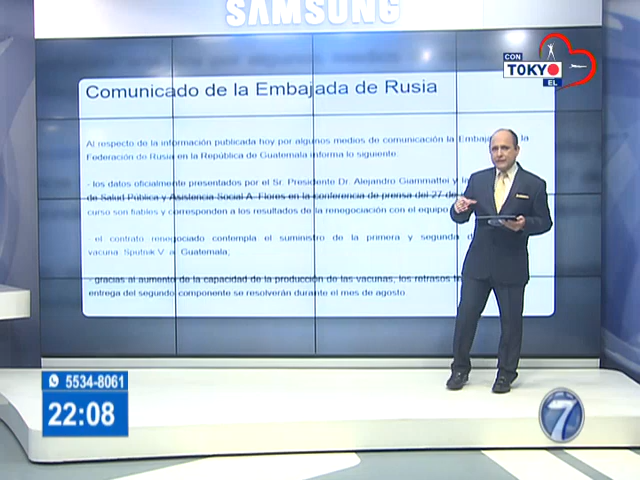 SAMSUNG
CON
TOKYO
EL
Comunicado de la Embajada de Rusia
Al respecto de la información publicada hoy por algunos medios de comunicación la la
Federación de Rusia en la República de Guatemala informa lo siguiente:
- los datos oficialmente presentados por el Sr. Presidente Dr. Alejandro Giammattei y
de Salud Pública y Asistencia Social A. Flores en la conferencia de prensa del 27 de
curso son fiables y corresponden a los resultados de la renegociación con el equipo
el contrato renegociado contempla el suministro de la primera y segunda
vacuna Sputnik V a Guatemala;
- gracias al aumento de la capacidad de la producción de las vacunas, los retrasos
entrega del segundo componente se resolverán durante el mes de agosto.
5534-8061
22:08
7